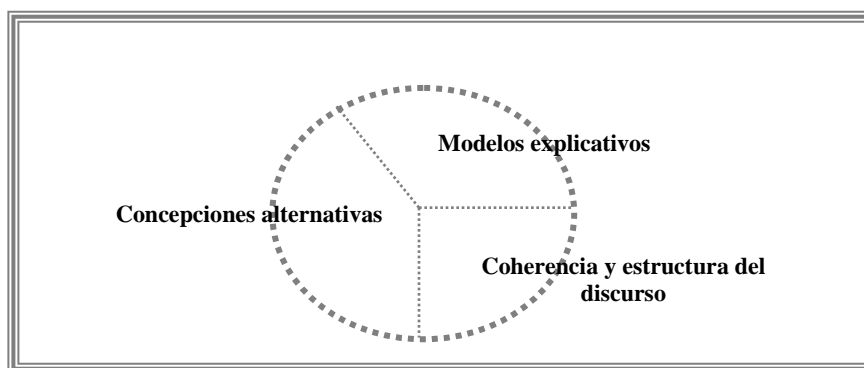 Modelos explicativos
Concepciones alternativas
Coherencia y estructura del
discurso